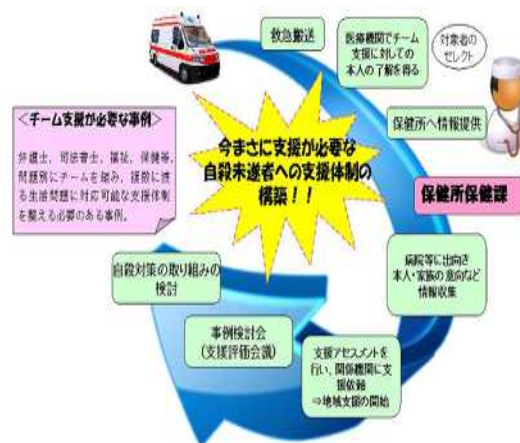 救急搬送
医療機関でチーム
支援に対しての
本人の了解を得る
対象者の
セレクト
保健所へ情報提供
保健所保健課
<チーム支援が必要な事例>
弁護士、司法書士、福祉、保健等、
問題別にチームを組み、複数に渡
る生活問題に対応可能な支援体制
を整える必要のある事例。
今まさに支援が必要な
自殺未遂者への支援体制の
構築!!
病院等に出向き
本人・家族の意向など
情報収集
支援アセスメントを
行い、関係機関に支
援依頼
⇒地域支援の開始
事例検討会
(支援評価会議)
自殺対策の取り組みの
検討